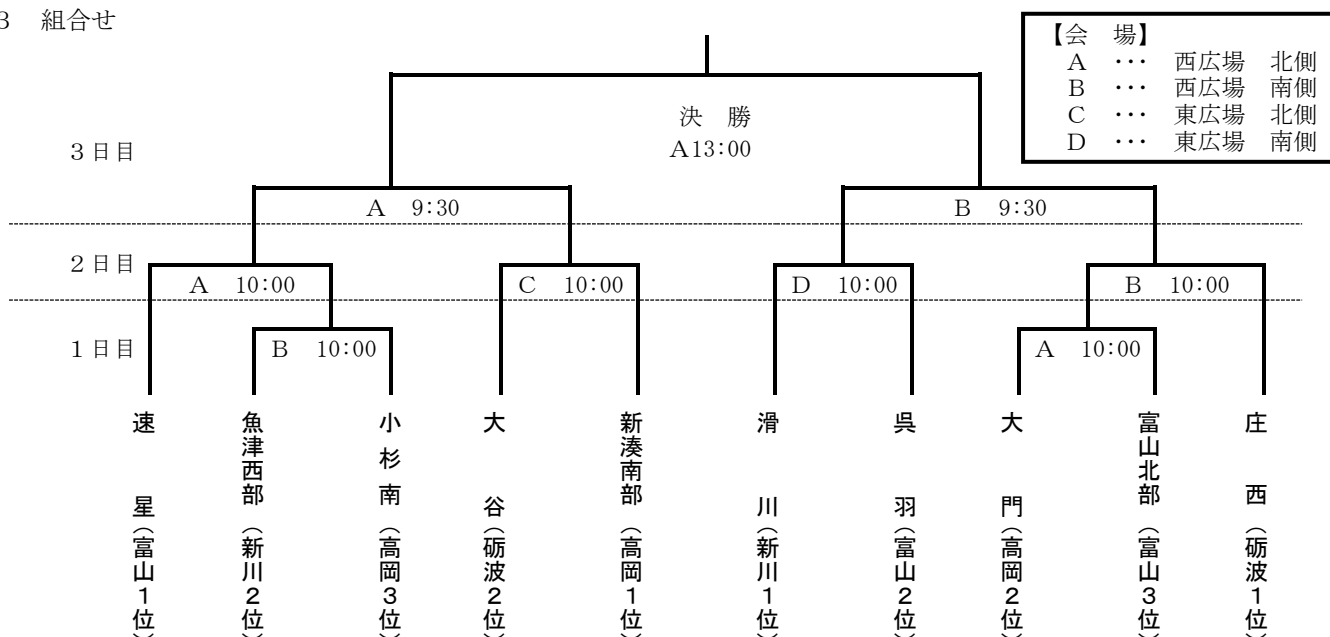 3　組合せ
【会　場】
A　･･･　西広場　北側
B　･･･　西広場　南側
C　･･･　東広場　北側
D　･･･　東広場　南側
決　勝
A13:00
3日目
A　9:30
B　9:30
2日目
A　10:00
C　10:00
D　10:00
B　10:00
1日目
B　10:00
A　10:00
速　星（富山1位）
魚津西部（新川2位）
小杉南（高岡3位）
大　谷（砺波2位）
新湊南部（高岡1位）
滑　川（新川1位）
呉　羽（富山2位）
大　門（高岡2位）
富山北部（富山3位）
庄　西（砺波1位）